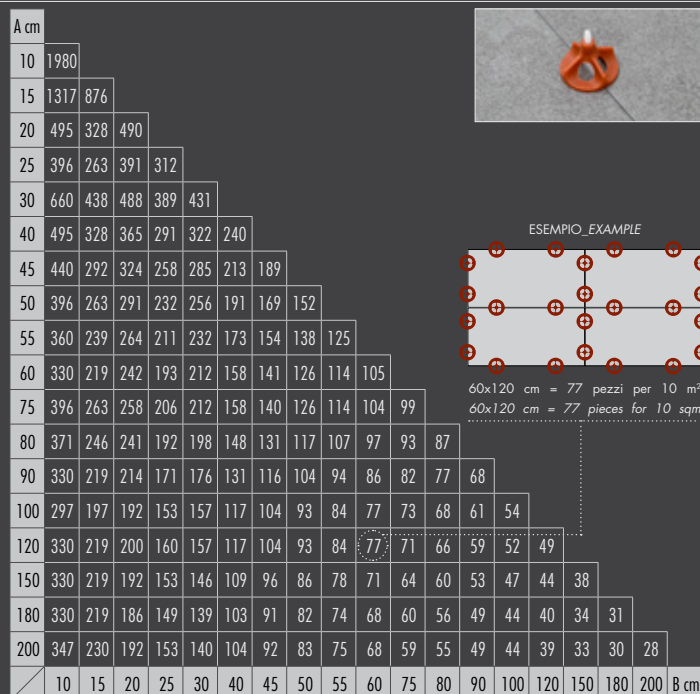 A cm
10 1980
15 1317 876
20 495 328 490
25 396 263 391 312
30 660 438 488 389 431
40 495 328 365 291 322 240
45 440 292 324 258 285 213 189
50 396 263 291 232 256 191 169 152
55 360 239 264 211 232 173 154 138 125
60 330 219 242 193 212 158 141 126 114 105
75 396 263 258 206 212 158 140 126 114 104 99
80 371 246 241 192 198 148 131 117 107 97 93 87
90 330 219 214 171 176 131 116 104 94 86 82 77 68
100 297 197 192 153 157 117 104 93 84 77 73 68 61 54
120 330 219 200 160 157 117 104 93 84 77 71 66 59 52 49
150 330 219 192 153 146 109 96 86 78 71 64 60 53 47 44 38
180 330 219 186 149 139 103 91 82 74 68 60 56 49 44 40 34 31
200 347 230 192 153 140 104 92 83 75 68 59 55 49 44 39 33 30 28
10 15 20 25 30 40 45 50 55 60 75 80 90 100 120 150 180 200 B cm
ESEMPIO_EXAMPLE
60x120 cm = 77 pezzi per 10 m²
60x120 cm = 77 pieces for 10 sqm